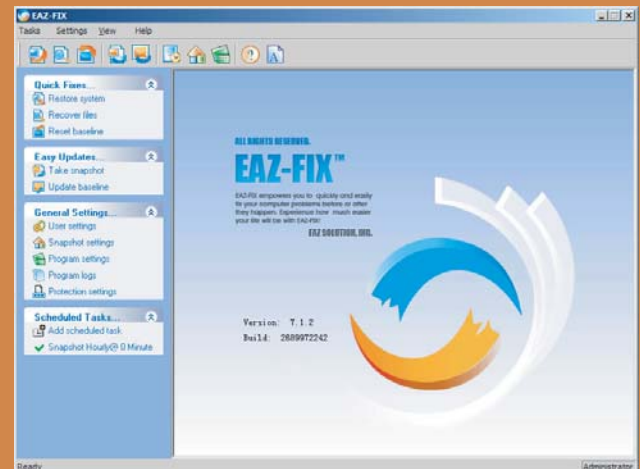 EAZ-FIX
Tasks Settings View Help
Quick Fixes...
Restore system
Recover files
Reset baseline
Easy Updates...
Take snapshot
Update baseline
General Settings...
User settings
Snapshot settings
Program settings
Program logs
Protection settings
Scheduled Tasks...
Add scheduled task
Snapshot Hourly@ 0 Minute
ALL RIGHTS RESERVED.
EAZ-FIX™
EAZ-FIX empowers you to quickly and easily
fix your computer problems before or after
they happen. Experience how much easier
your life will be with EAZ-FIX!
EAZ SOLUTION, INC.
Version: 7.1.2
Build: 2689972242
Ready
Administrator